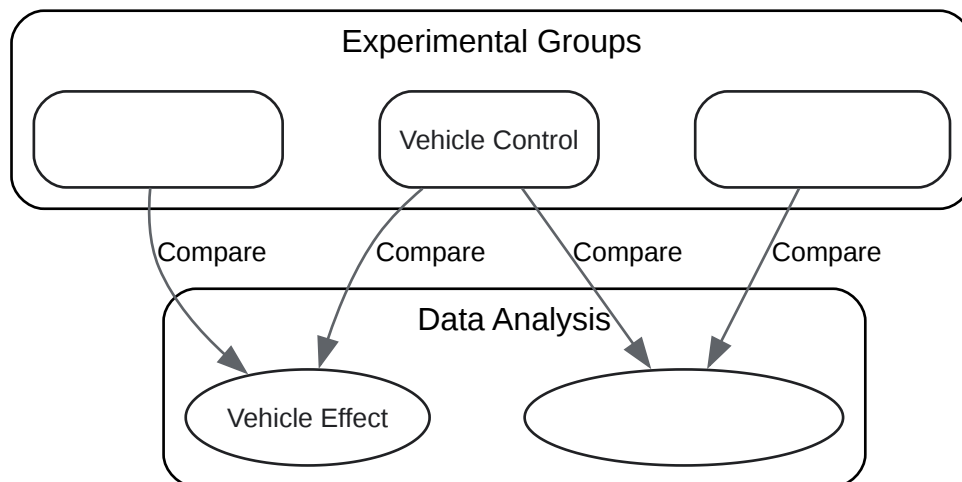 Experimental Groups
Vehicle Control
Compare Compare Compare Compare
Data Analysis
Vehicle Effect